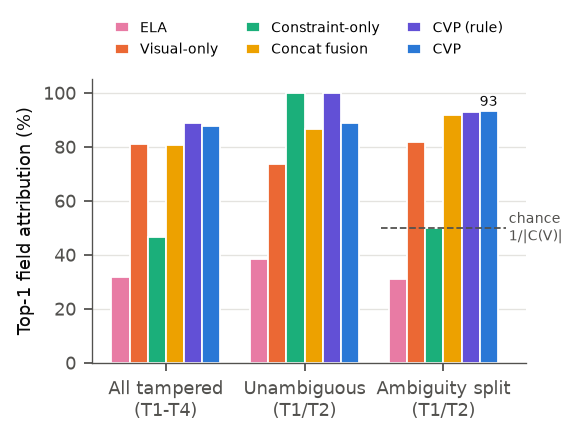 ELA
Constraint-only
CVP (rule)
Visual-only
Concat fusion
CVP
Top-1 field attribution (%)
100
80
60
40
20
0
93
chance
1/|C(V)|
All tampered
(T1-T4)
Unambiguous
(T1/T2)
Ambiguity split
(T1/T2)